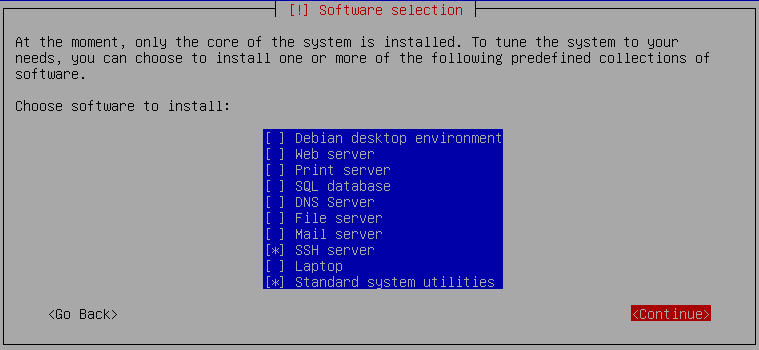 [!] Software selection
At the moment, only the core of the system is installed. To tune the system to your
needs, you can choose to install one or more of the following predefined collections of
software.
Choose software to install:
[ ] Debian desktop environment
[ ] Web server
[ ] Print server
[ ] SQL database
[ ] DNS Server
[ ] File server
[ ] Mail server
[*] SSH server
[ ] Laptop
[*] Standard system utilities
<Go Back> <Continue>